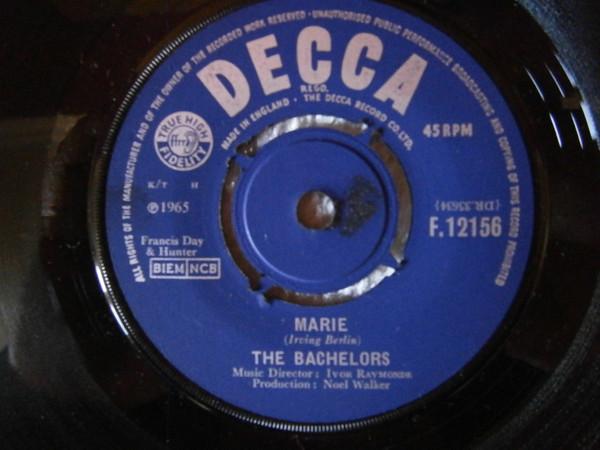 ALL RIGHTS OF THE MANUFACTURER AND OF THE OWNER OF THE RECORDED WORK RESERVED · UNAUTHORISED PUBLIC PERFORMANCE BROADCASTING AND COPYING OF THIS RECORD PROHIBITED
DECCA
REGD.
MADE IN ENGLAND · THE DECCA RECORD CO. LTD.
TRUE HIGH
ffrr
FIDELITY
45 RPM
K/T H
℗1965
(DR.35634)
F.12156
Francis Day
& Hunter
BIEM NCB
MARIE
(Irving Berlin)
THE BACHELORS
Music Director: Ivor Raymonde
Production: Noel Walker